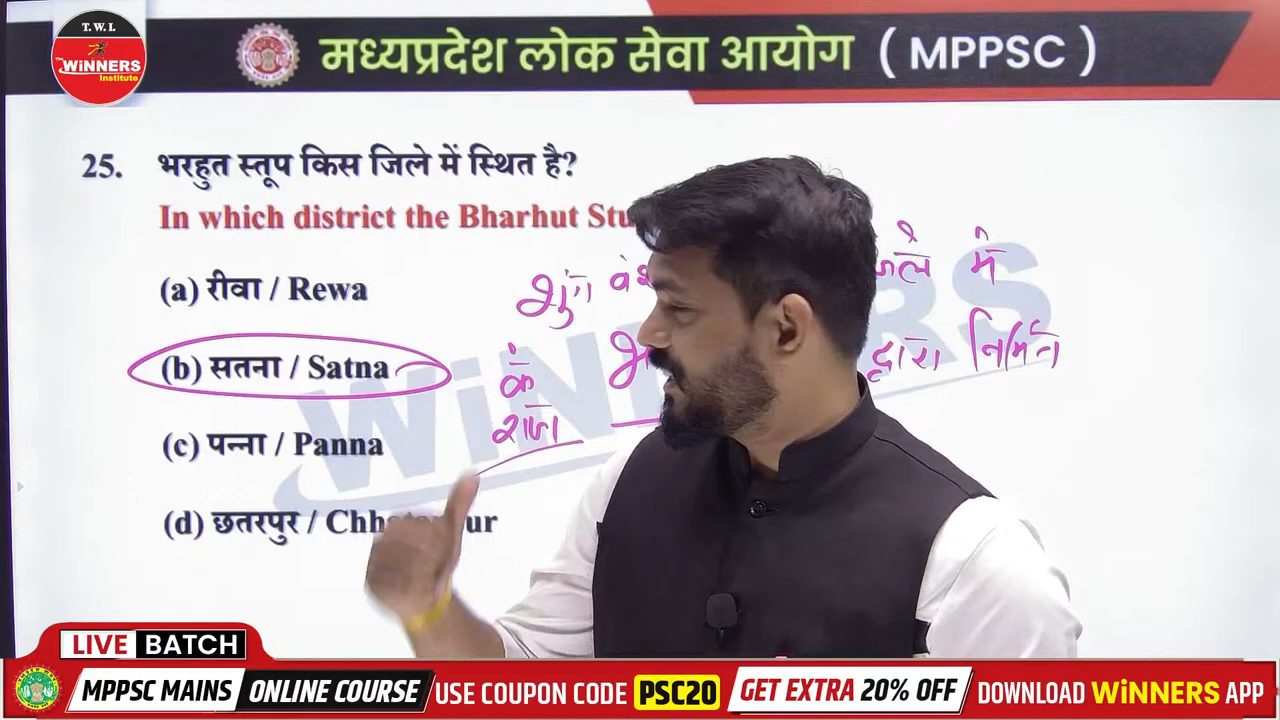 T. W. I.
The WiNNERS
Institute
मध्यप्रदेश लोक सेवा आयोग ( MPPSC )
25. भरहुत स्तूप किस जिले में स्थित है?
In which district the Bharhut Stu
(a) रीवा / Rewa
(b) सतना / Satna
(c) पन्ना / Panna
(d) छतरपुर / Chh ur
शुंग वंश में
के द्वारा निर्मित
राजा
WiNNERS
LIVE BATCH
MPPSC MAINS ONLINE COURSE USE COUPON CODE PSC20 GET EXTRA 20% OFF DOWNLOAD WiNNERS APP